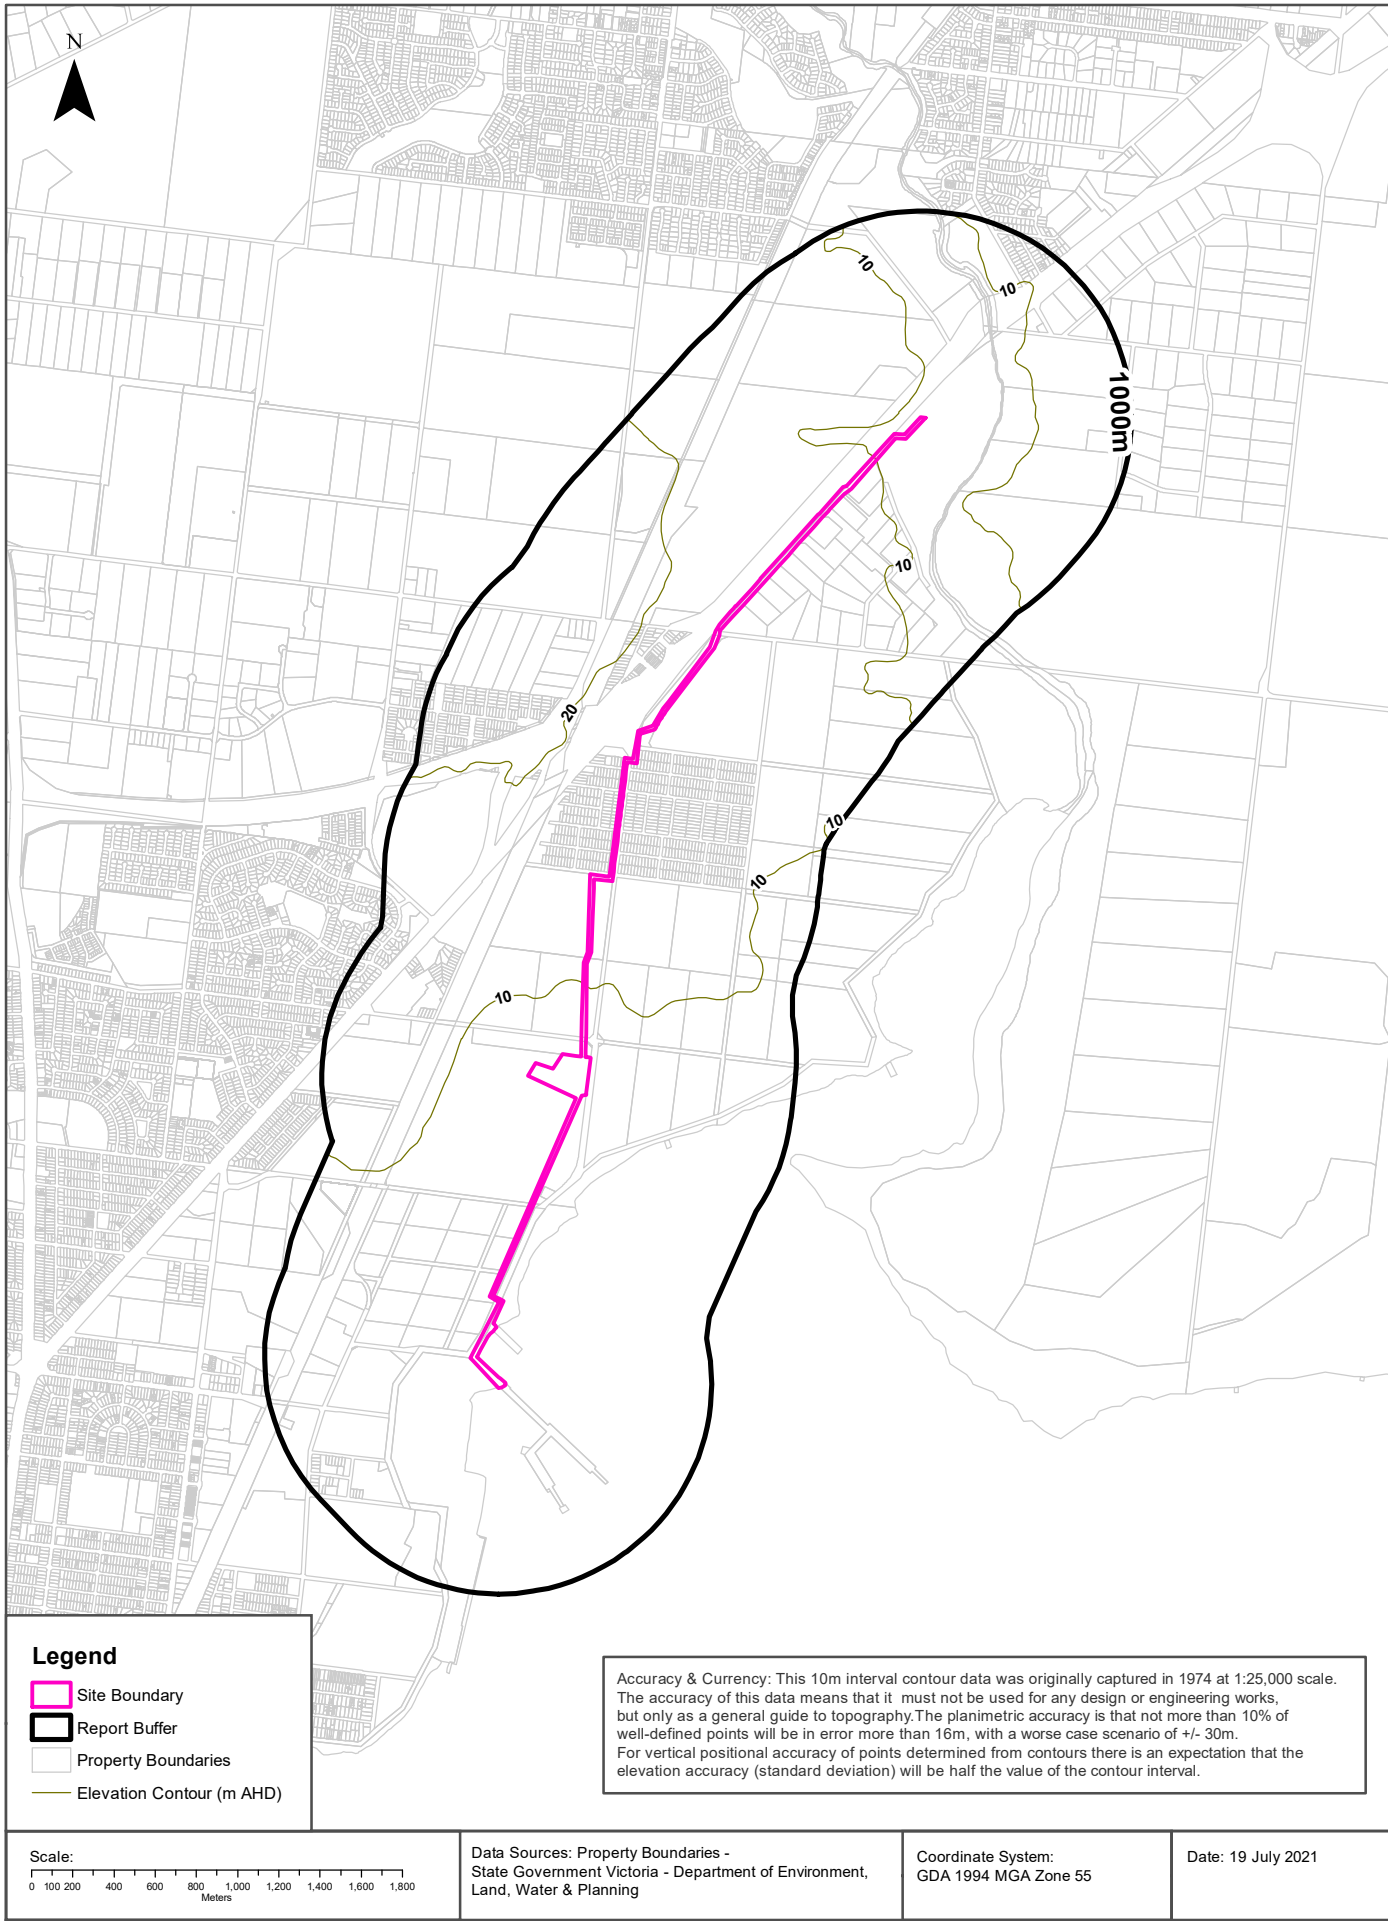 N
10
10
1000m
10
20
10
10
10
Legend
Site Boundary
Report Buffer
Property Boundaries
Elevation Contour (m AHD)
Accuracy & Currency: This 10m interval contour data was originally captured in 1974 at 1:25,000 scale.
The accuracy of this data means that it must not be used for any design or engineering works,
but only as a general guide to topography.The planimetric accuracy is that not more than 10% of
well-defined points will be in error more than 16m, with a worse case scenario of +/- 30m.
For vertical positional accuracy of points determined from contours there is an expectation that the
elevation accuracy (standard deviation) will be half the value of the contour interval.
Scale:
0 100 200 400 600 800 1,000 1,200 1,400 1,600 1,800
Meters
Data Sources: Property Boundaries -
State Government Victoria - Department of Environment,
Land, Water & Planning
Coordinate System:
GDA 1994 MGA Zone 55
Date: 19 July 2021